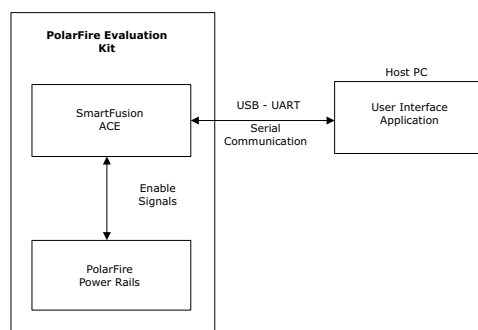 PolarFire Evaluation
Kit
Host PC
SmartFusion
ACE
USB - UART
Serial
Communication
User Interface
Application
Enable
Signals
PolarFire
Power Rails